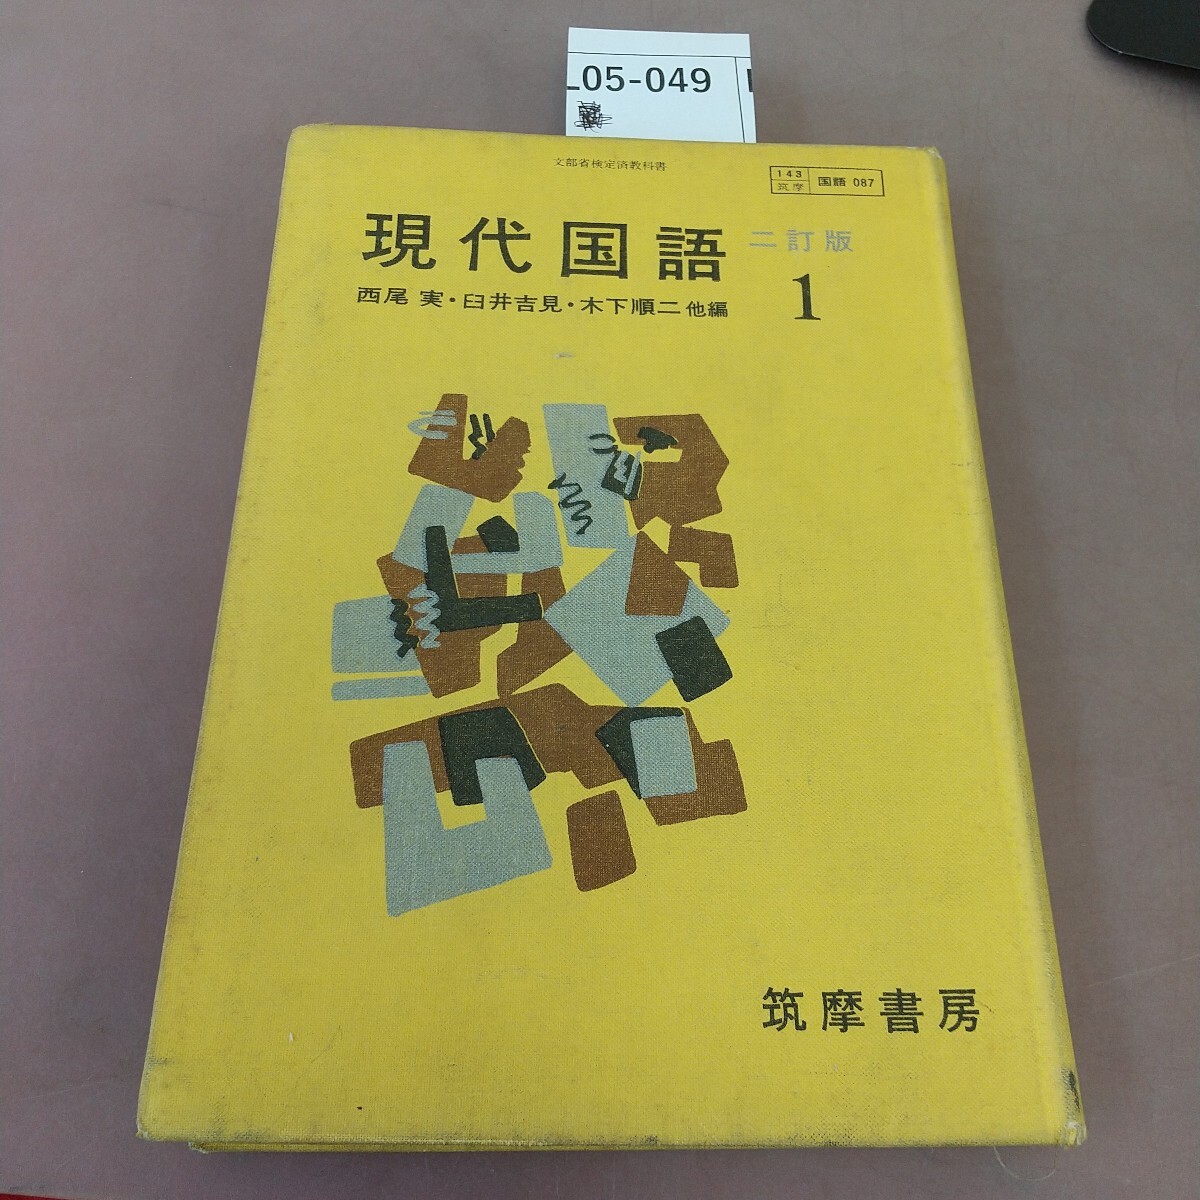 L05-049
文部省検定済教科書
143
筑摩
国語 087
現代国語 二訂版
1
西尾 実・臼井吉見・木下順二他編
筑摩書房